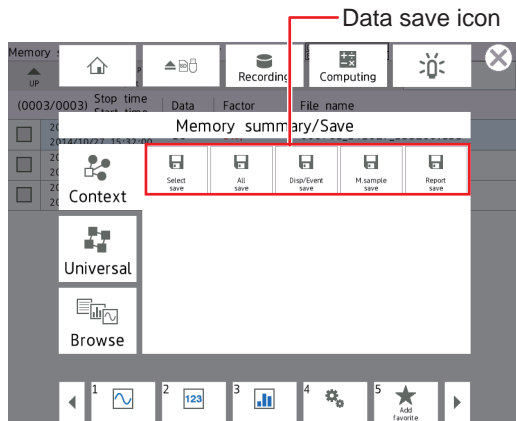 Data save icon
Memory
UP
Recording
Computing
(0003/0003) Stop time Data Factor File name
Start time
Memory summary/Save
2014/10/27 15:32:00
Select save
All save
Disp/Event save
M.sample save
Report save
Context
Universal
Browse
1
2 123
3
4
5 Add favorite